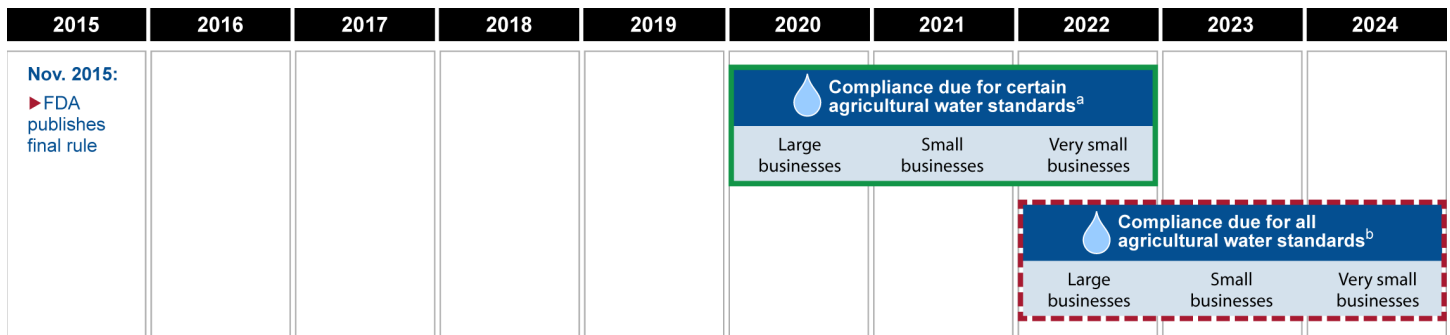 2015 2016 2017 2018 2019 2020 2021 2022 2023 2024
Nov. 2015:
▶FDA
publishes
final rule
Compliance due for certain
agricultural water standardsᵃ
Large
businesses
Small
businesses
Very small
businesses
Compliance due for all
agricultural water standardsᵇ
Large
businesses
Small
businesses
Very small
businesses